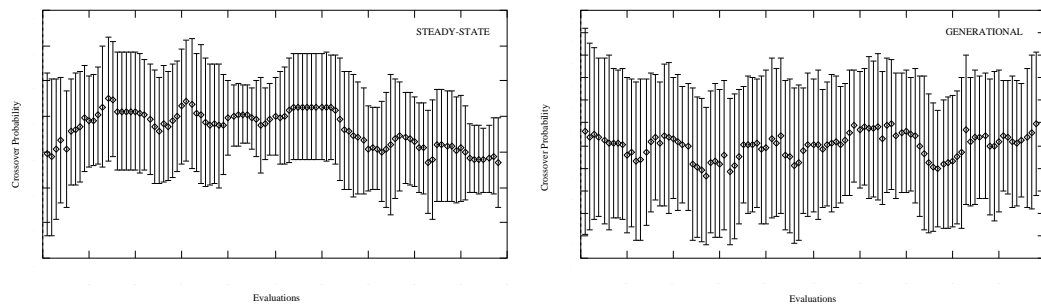 STEADY-STATE
Crossover Probability
Evaluations
GENERATIONAL
Crossover Probability
Evaluations